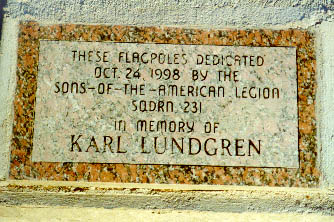 THESE FLAGPOLES DEDICATED
OCT. 24, 1998 BY THE
SONS-OF-THE-AMERICAN LEGION
SQDRN. 231
IN MEMORY OF
KARL LUNDGREN